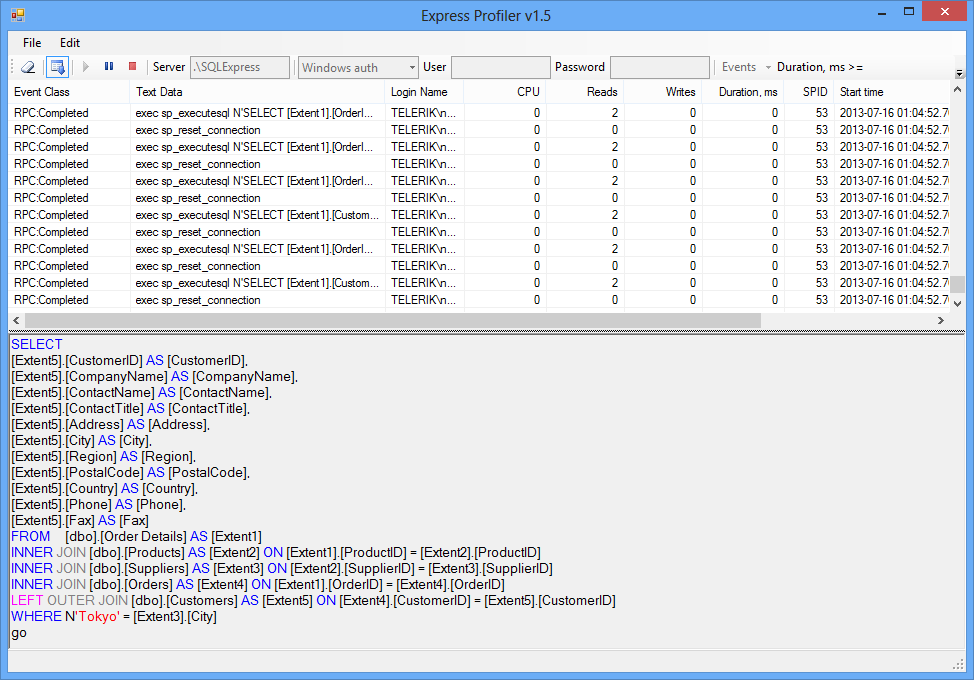 Express Profiler v1.5
File Edit
Server .\SQLExpress Windows auth User Password Events Duration, ms >=
Event Class Text Data Login Name CPU Reads Writes Duration, ms SPID Start time
RPC:Completed exec sp_executesql N'SELECT [Extent1].[OrderI... TELERIK\n... 0 2 0 0 53 2013-07-16 01:04:52.7
RPC:Completed exec sp_reset_connection TELERIK\n... 0 0 0 0 53 2013-07-16 01:04:52.7
RPC:Completed exec sp_executesql N'SELECT [Extent1].[OrderI... TELERIK\n... 0 2 0 0 53 2013-07-16 01:04:52.7
RPC:Completed exec sp_reset_connection TELERIK\n... 0 0 0 0 53 2013-07-16 01:04:52.7
RPC:Completed exec sp_executesql N'SELECT [Extent1].[OrderI... TELERIK\n... 0 2 0 0 53 2013-07-16 01:04:52.7
RPC:Completed exec sp_reset_connection TELERIK\n... 0 0 0 0 53 2013-07-16 01:04:52.7
RPC:Completed exec sp_executesql N'SELECT [Extent1].[Custom... TELERIK\n... 0 2 0 0 53 2013-07-16 01:04:52.7
RPC:Completed exec sp_reset_connection TELERIK\n... 0 0 0 0 53 2013-07-16 01:04:52.7
RPC:Completed exec sp_executesql N'SELECT [Extent1].[OrderI... TELERIK\n... 0 2 0 0 53 2013-07-16 01:04:52.7
RPC:Completed exec sp_reset_connection TELERIK\n... 0 0 0 0 53 2013-07-16 01:04:52.7
RPC:Completed exec sp_executesql N'SELECT [Extent1].[Custom... TELERIK\n... 0 2 0 0 53 2013-07-16 01:04:52.7
RPC:Completed exec sp_reset_connection TELERIK\n... 0 0 0 0 53 2013-07-16 01:04:52.7
SELECT
[Extent5].[CustomerID] AS [CustomerID],
[Extent5].[CompanyName] AS [CompanyName],
[Extent5].[ContactName] AS [ContactName],
[Extent5].[ContactTitle] AS [ContactTitle],
[Extent5].[Address] AS [Address],
[Extent5].[City] AS [City],
[Extent5].[Region] AS [Region],
[Extent5].[PostalCode] AS [PostalCode],
[Extent5].[Country] AS [Country],
[Extent5].[Phone] AS [Phone],
[Extent5].[Fax] AS [Fax]
FROM [dbo].[Order Details] AS [Extent1]
INNER JOIN [dbo].[Products] AS [Extent2] ON [Extent1].[ProductID] = [Extent2].[ProductID]
INNER JOIN [dbo].[Suppliers] AS [Extent3] ON [Extent2].[SupplierID] = [Extent3].[SupplierID]
INNER JOIN [dbo].[Orders] AS [Extent4] ON [Extent1].[OrderID] = [Extent4].[OrderID]
LEFT OUTER JOIN [dbo].[Customers] AS [Extent5] ON [Extent4].[CustomerID] = [Extent5].[CustomerID]
WHERE N'Tokyo' = [Extent3].[City]
go